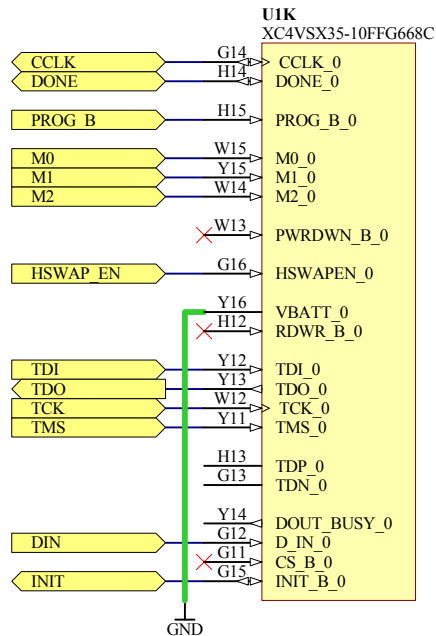 U1K
XC4VSX35-10FFG668C
CCLK G14 CCLK_0
DONE H14 DONE_0
PROG B H15 PROG_B_0
M0 W15 M0_0
M1 Y15 M1_0
M2 W14 M2_0
W13 PWRDWN_B_0
HSWAP_EN G16 HSWAPEN_0
Y16 VBATT_0
H12 RDWR_B_0
TDI Y12 TDI_0
TDO Y13 TDO_0
TCK W12 TCK_0
TMS Y11 TMS_0
H13 TDP_0
G13 TDN_0
Y14 DOUT_BUSY_0
DIN G12 D_IN_0
G11 CS_B_0
INIT G15 INIT_B_0
GND